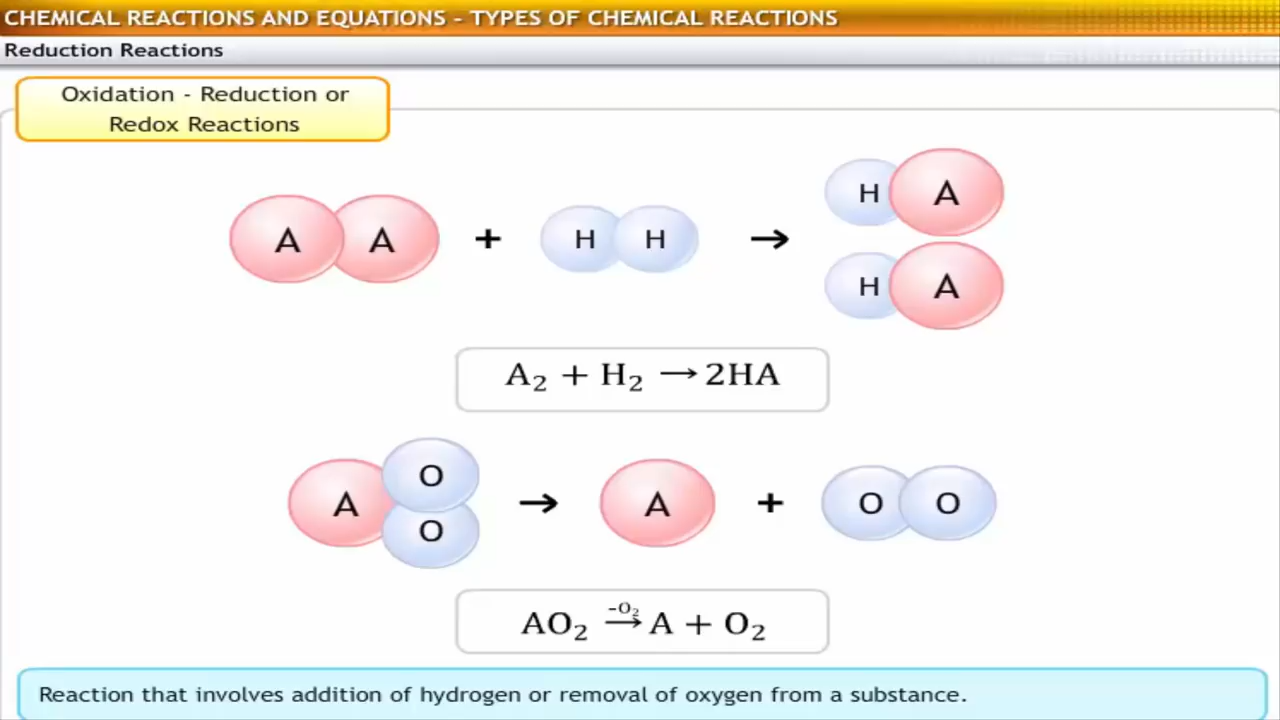 CHEMICAL REACTIONS AND EQUATIONS - TYPES OF CHEMICAL REACTIONS
Reduction Reactions
Oxidation - Reduction or
Redox Reactions
A A + H H → H A
H A
A₂ + H₂ → 2HA
A O O → A + O O
AO₂ -O₂→ A + O₂
Reaction that involves addition of hydrogen or removal of oxygen from a substance.